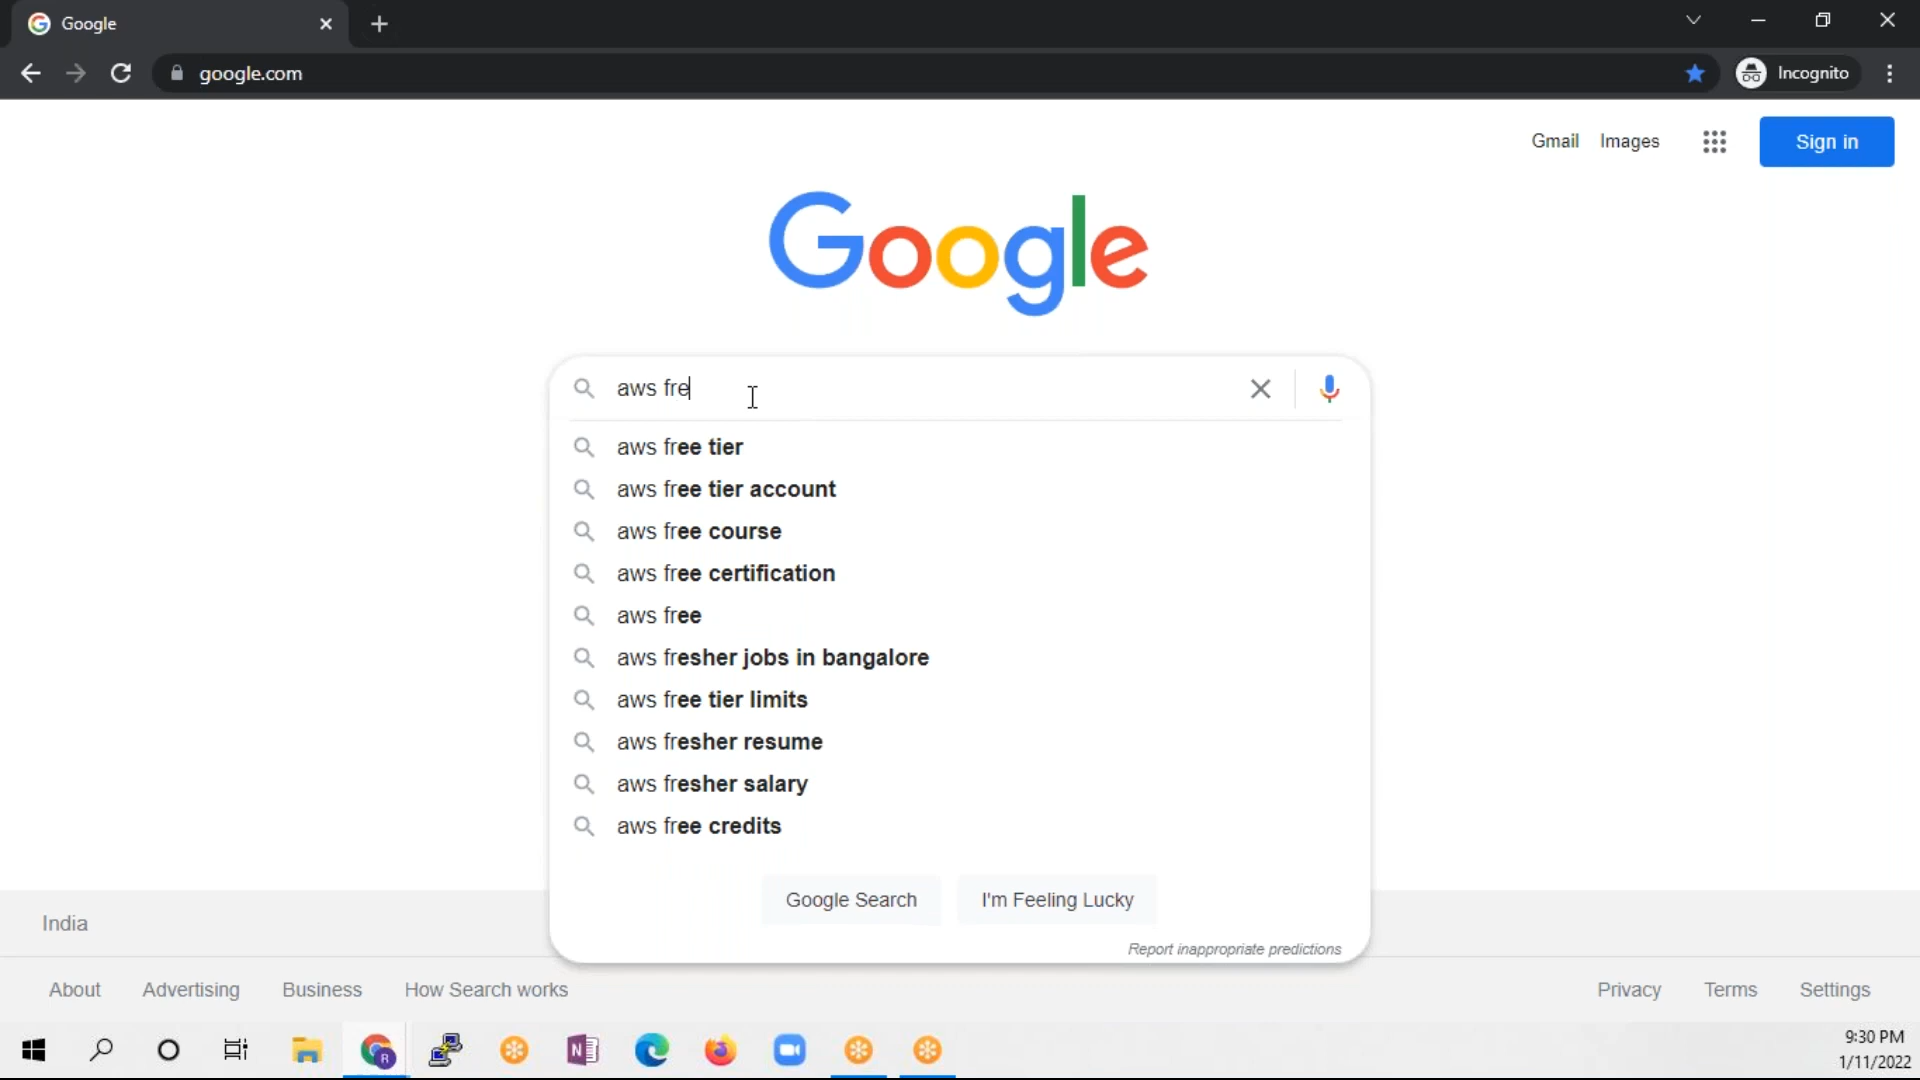 Google
google.com
Incognito
Gmail
Images
Sign in
Google
aws fre
aws free tier
aws free tier account
aws free course
aws free certification
aws free
aws fresher jobs in bangalore
aws free tier limits
aws fresher resume
aws fresher salary
aws free credits
Google Search
I'm Feeling Lucky
Report inappropriate predictions
India
About
Advertising
Business
How Search works
Privacy
Terms
Settings
R
N
9:30 PM
1/11/2022